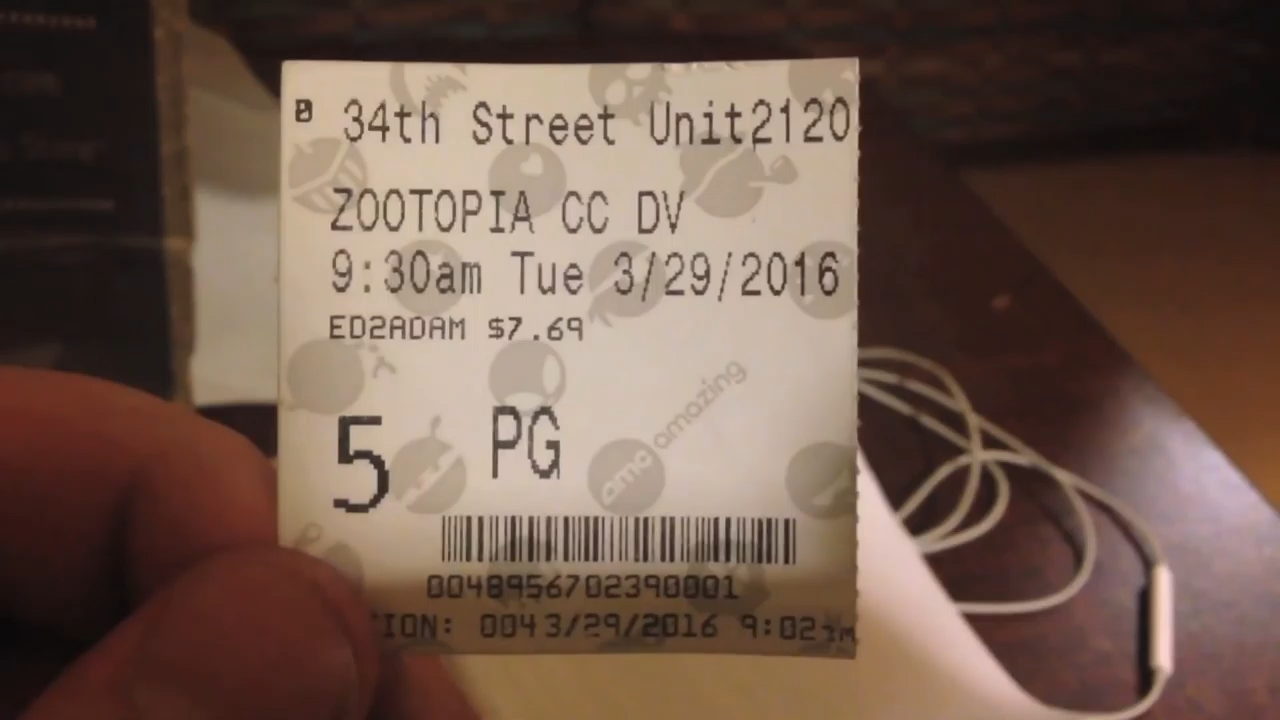 34th Street Unit2120
ZOOTOPIA CC DV
9:30am Tue 3/29/2016
ED2ADAM $7.69
5 PG
amc amazing
0048956702390001
ION: 0043/29/2016 9:02